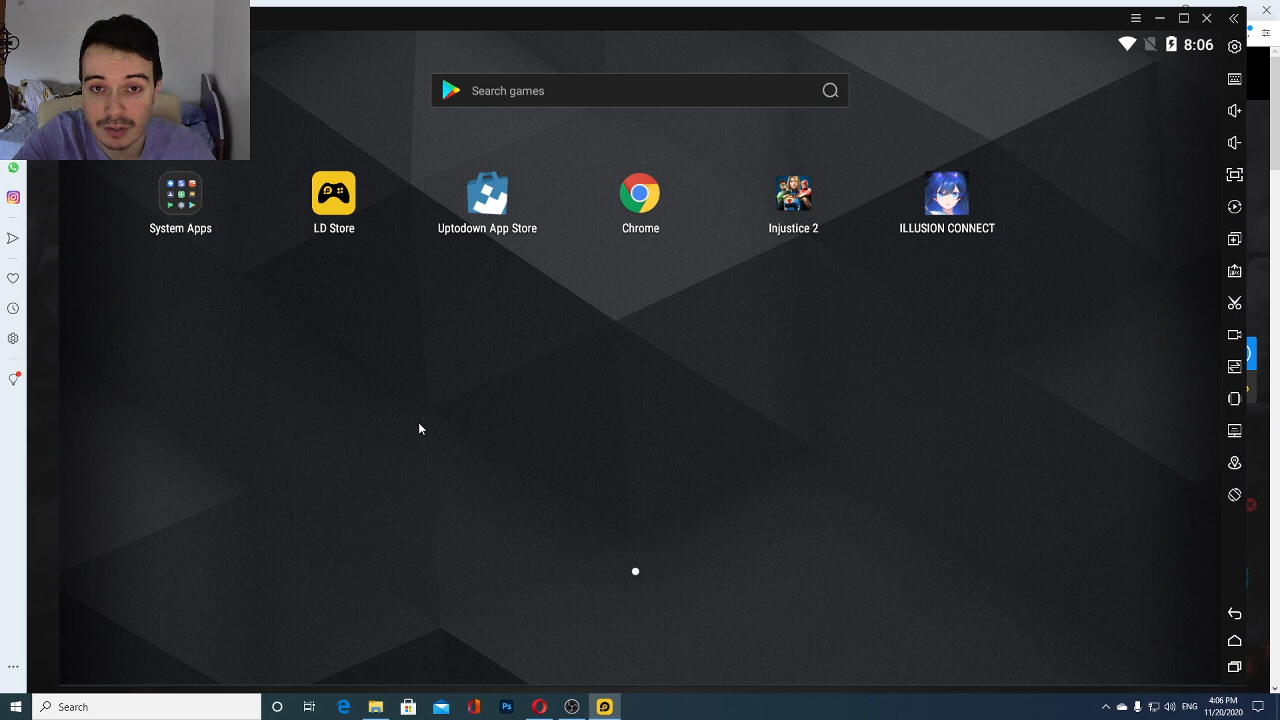 8:06
Search games
System Apps
LD Store
Uptodown App Store
Chrome
Injustice 2
ILLUSION CONNECT
Search
Ps
ENG
4:06 PM
11/20/2020